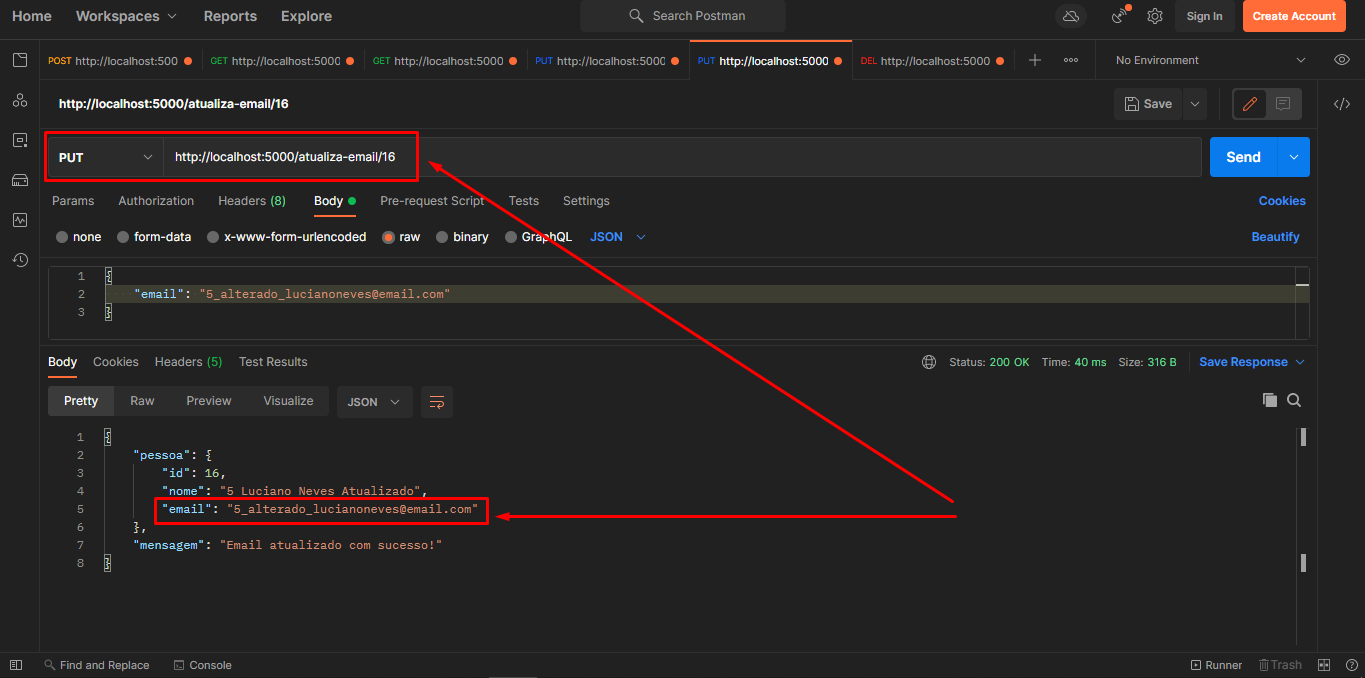 Home Workspaces Reports Explore Search Postman Sign In Create Account
POST http://localhost:500 GET http://localhost:5000 GET http://localhost:5000 PUT http://localhost:5000 PUT http://localhost:5000 DEL http://localhost:5000 No Environment
http://localhost:5000/atualiza-email/16 Save
PUT http://localhost:5000/atualiza-email/16 Send
Params Authorization Headers (8) Body Pre-request Script Tests Settings Cookies
none form-data x-www-form-urlencoded raw binary GraphQL JSON Beautify
1 {
2 "email": "5_alterado_lucianoneves@email.com"
3 }
Body Cookies Headers (5) Test Results Status: 200 OK Time: 40 ms Size: 316 B Save Response
Pretty Raw Preview Visualize JSON
1 {
2 "pessoa": {
3 "id": 16,
4 "nome": "5 Luciano Neves Atualizado",
5 "email": "5_alterado_lucianoneves@email.com"
6 },
7 "mensagem": "Email atualizado com sucesso!"
8 }
Find and Replace Console Runner Trash